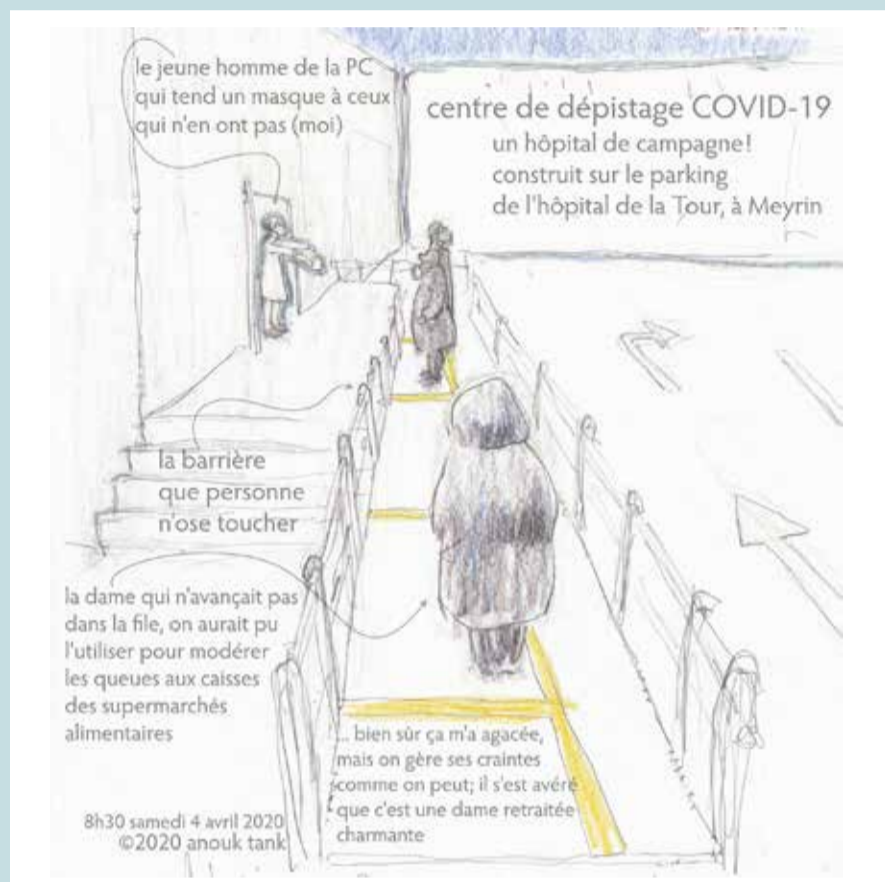 le jeune homme de la PC
qui tend un masque à ceux
qui n'en ont pas (moi)
centre de dépistage COVID-19
un hôpital de campagne!
construit sur le parking
de l'hôpital de la Tour, à Meyrin
la barrière
que personne
n'ose toucher
la dame qui n'avançait pas
dans la file, on aurait pu
l'utiliser pour modérer
les queues aux caisses
des supermarchés
alimentaires
... bien sûr ça m'a agacée,
mais on gère ses craintes
comme on peut; il s'est avéré
que c'est une dame retraitée
charmante
8h30 samedi 4 avril 2020
©2020 anouk tank